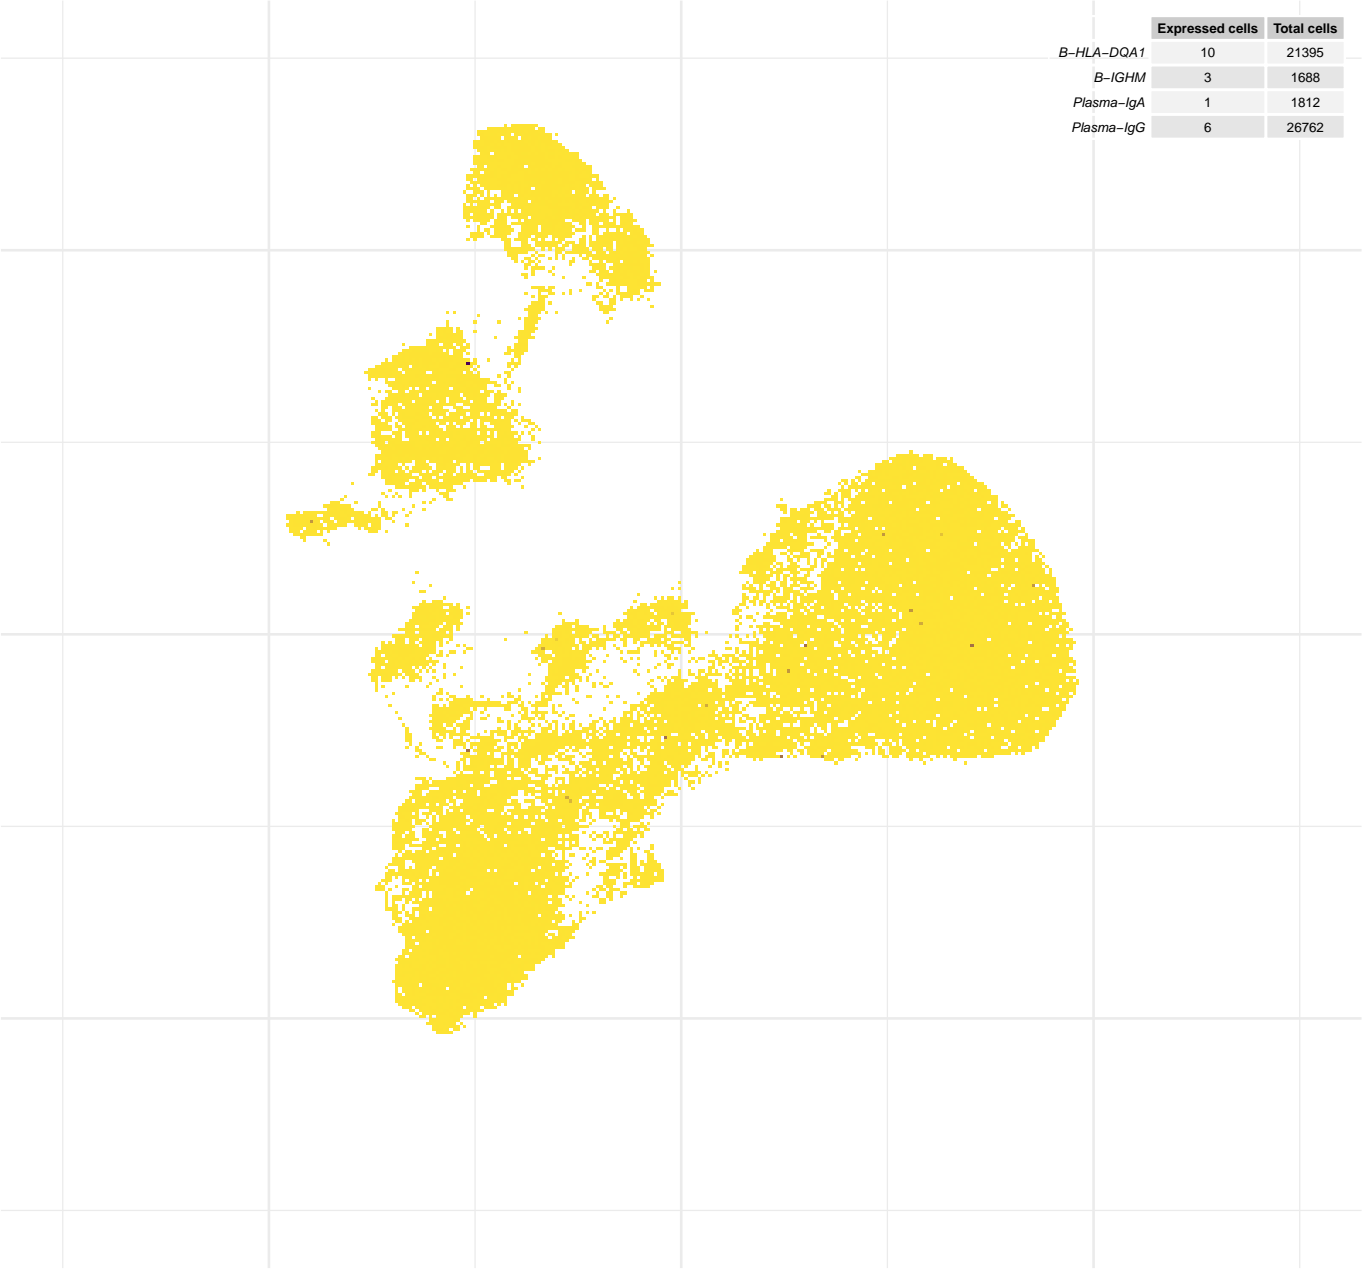 Expressed cells Total cells
B−HLA−DQA1 10 21395
B−IGHM 3 1688
Plasma−IgA 1 1812
Plasma−IgG 6 26762